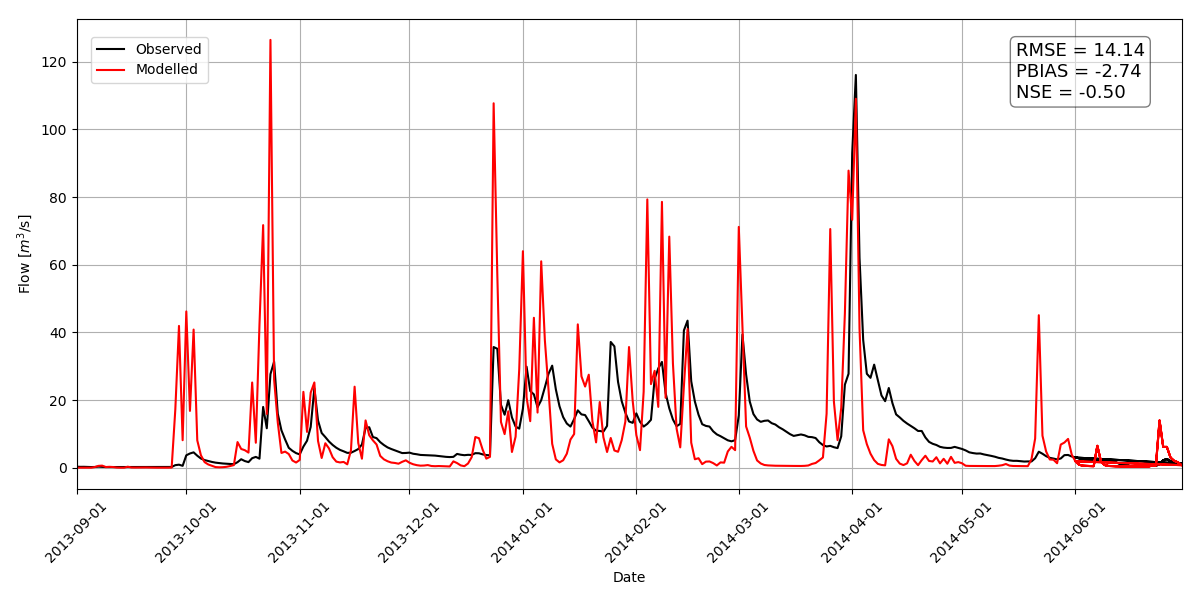 Observed
Modelled
RMSE = 14.14
PBIAS = -2.74
NSE = -0.50
120
100
80
60
40
20
0
Flow [m³/s]
2013-09-01
2013-10-01
2013-11-01
2013-12-01
2014-01-01
2014-02-01
2014-03-01
2014-04-01
2014-05-01
2014-06-01
Date